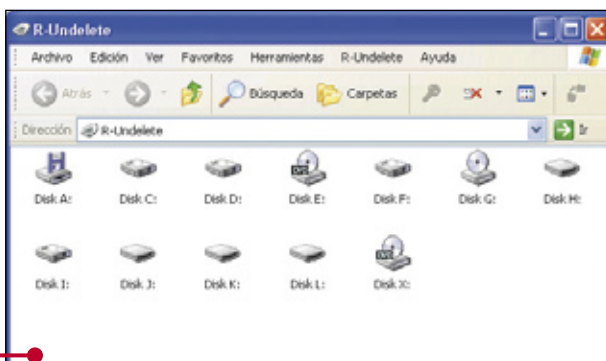 R-Undelete
Archivo Edición Ver Favoritos Herramientas R-Undelete Ayuda
Atrás Búsqueda Carpetas
Dirección R-Undelete Ir
Disk A: Disk C: Disk D: Disk E: Disk F: Disk G: Disk H:
Disk I: Disk J: Disk K: Disk L: Disk X: